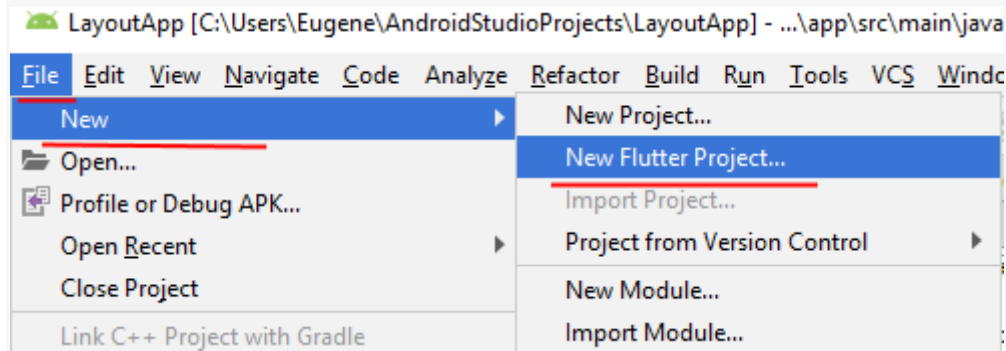 LayoutApp [C:\Users\Eugene\AndroidStudioProjects\LayoutApp] - ...\app\src\main\java
File Edit View Navigate Code Analyze Refactor Build Run Tools VCS Windo
New
Open...
Profile or Debug APK...
Open Recent
Close Project
Link C++ Project with Gradle
New Project...
New Flutter Project...
Import Project...
Project from Version Control
New Module...
Import Module...